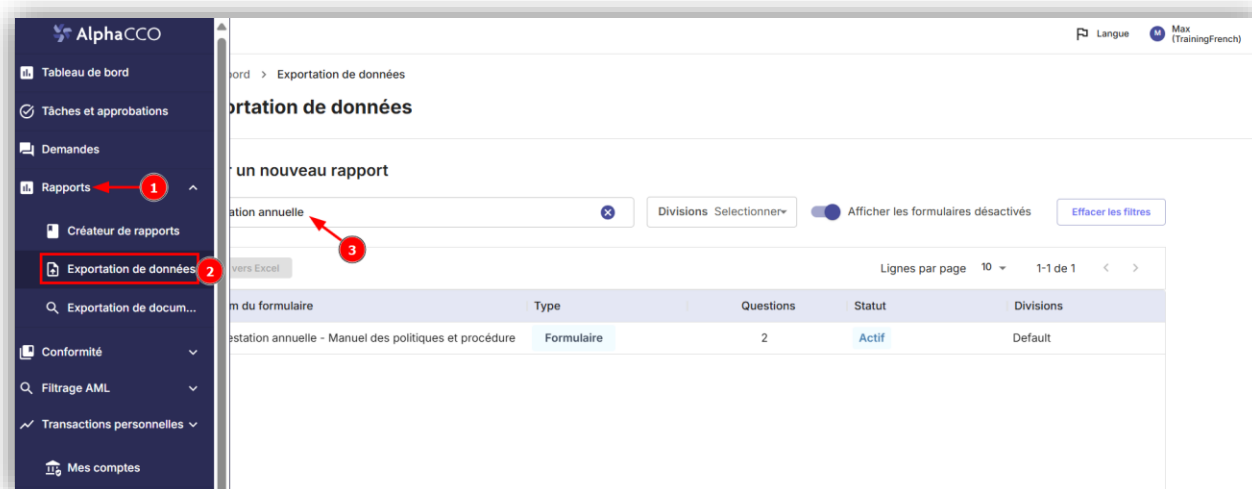 AlphaCCO
Langue
M
Max
(TrainingFrench)
Tableau de bord
Exportation de données
Tâches et approbations
ortation de données
Demandes
un nouveau rapport
Rapports
1
ation annuelle
Divisions Selectionner
Afficher les formulaires désactivés
Effacer les filtres
Créateur de rapports
3
Exportation de données
2
vers Excel
Lignes par page 10
1-1 de 1
Exportation de docum...
m du formulaire
Type
Questions
Statut
Divisions
estation annuelle - Manuel des politiques et procédure
Formulaire
2
Actif
Default
Conformité
Filtrage AML
Transactions personnelles
Mes comptes